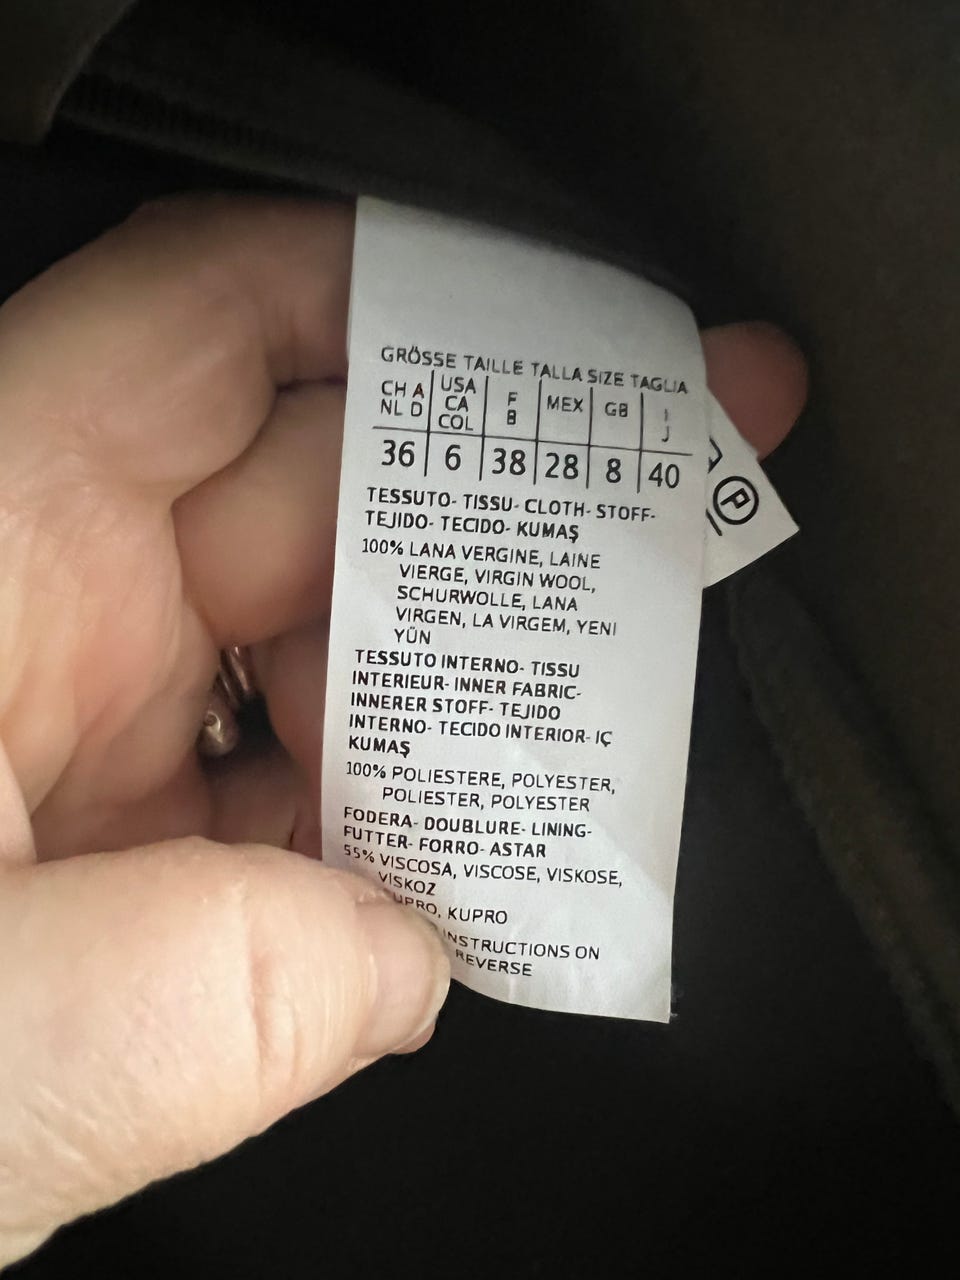 GRÖSSE TAILLE TALLA SIZE TAGLIA
CH A NL D USA CA COL F B MEX GB I J
36 6 38 28 8 40
TESSUTO- TISSU- CLOTH- STOFF-
TEJIDO- TECIDO- KUMAŞ
100% LANA VERGINE, LAINE
VIERGE, VIRGIN WOOL,
SCHURWOLLE, LANA
VIRGEN, LA VIRGEM, YENI
YÜN
TESSUTO INTERNO- TISSU
INTERIEUR- INNER FABRIC-
INNERER STOFF- TEJIDO
INTERNO- TECIDO INTERIOR- IÇ
KUMAŞ
100% POLIESTERE, POLYESTER,
POLIESTER, POLYESTER
FODERA- DOUBLURE- LINING-
FUTTER- FORRO- ASTAR
55% VISCOSA, VISCOSE, VISKOSE,
VİSKOZ
UPRO, KUPRO
INSTRUCTIONS ON
REVERSE
P